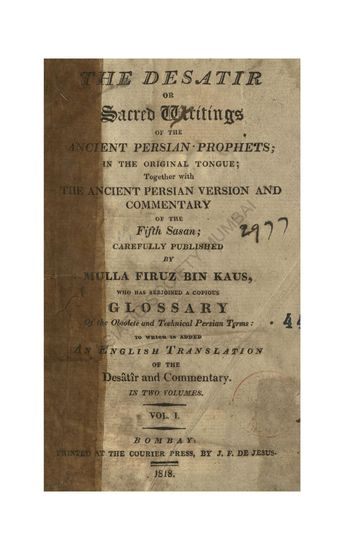 THE DESATIR
OR
Sacred Writings
OF THE
ANCIENT PERSIAN PROPHETS;
IN THE ORIGINAL TONGUE;
Together with
THE ANCIENT PERSIAN VERSION AND
COMMENTARY
OF THE
Fifth Sasan;
CAREFULLY PUBLISHED
BY
MULLA FIRUZ BIN KAUS,
WHO HAS SUBJOINED A COPIOUS
GLOSSARY
Of the Obsolete and Technical Persian Terms:
TO WHICH IS ADDED
AN ENGLISH TRANSLATION
OF THE
Desâtîr and Commentary.
IN TWO VOLUMES.
VOL. I.
BOMBAY:
PRINTED AT THE COURIER PRESS, BY J. F. DE JESUS.
1818.
2977
44
MUMBAI